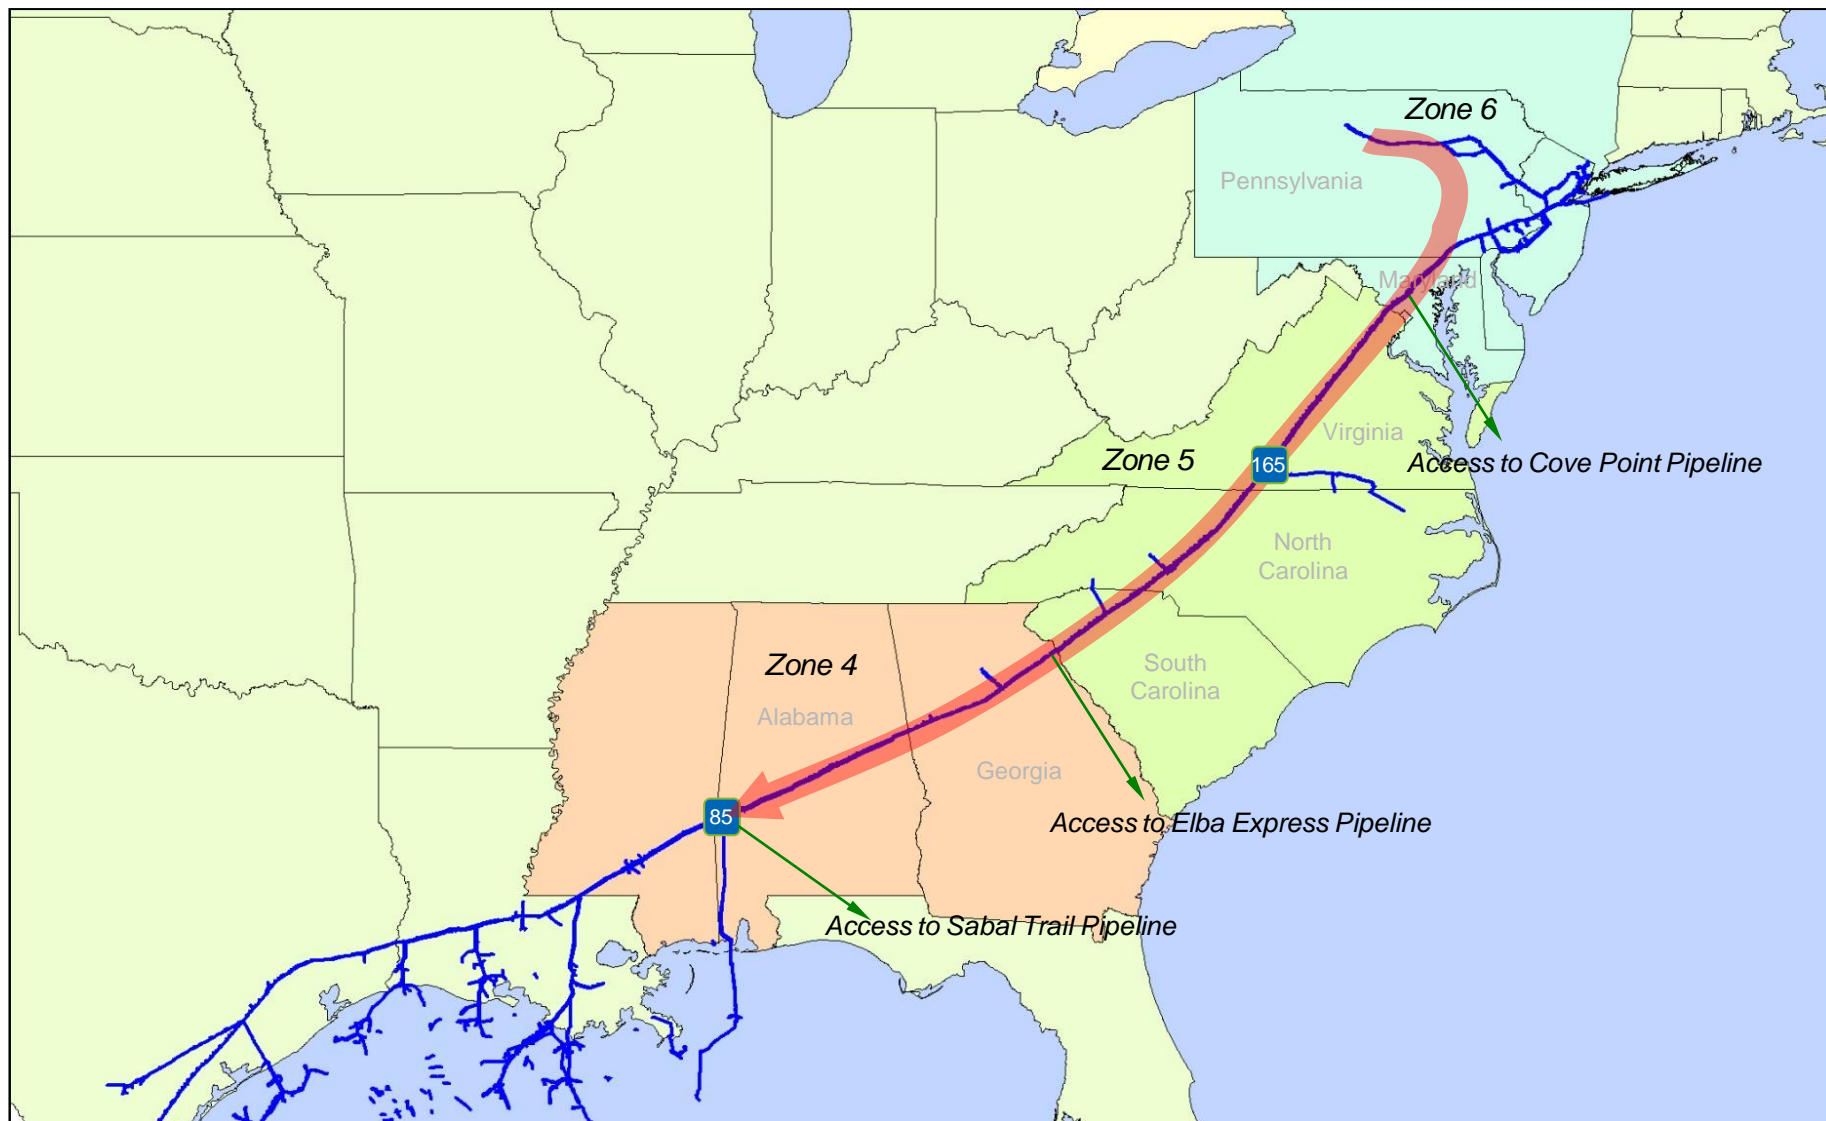 Zone 6
Pennsylvania
Maryland
Virginia
Zone 5
165
Access to Cove Point Pipeline
North
Carolina
Zone 4
South
Carolina
Alabama
Georgia
85
Access to Elba Express Pipeline
Access to Sabal Trail Pipeline